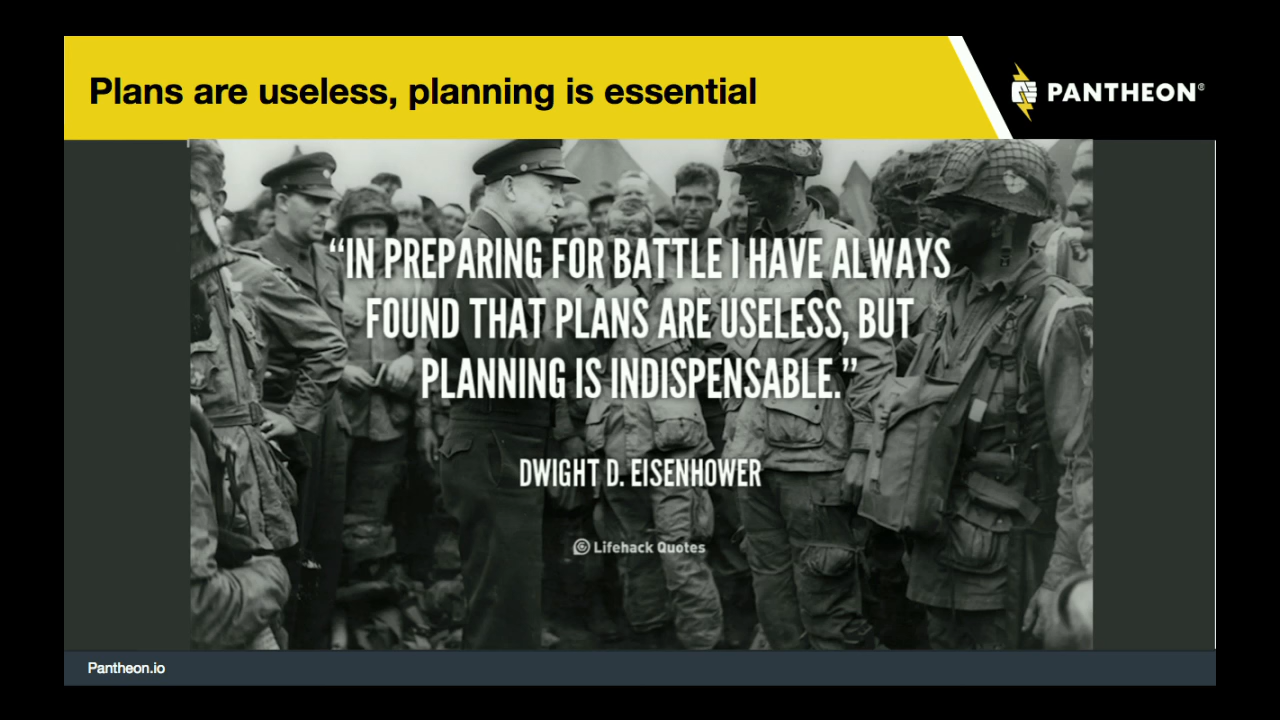 Plans are useless, planning is essential
PANTHEON®
“IN PREPARING FOR BATTLE I HAVE ALWAYS
FOUND THAT PLANS ARE USELESS, BUT
PLANNING IS INDISPENSABLE.”
DWIGHT D. EISENHOWER
Lifehack Quotes
Pantheon.io